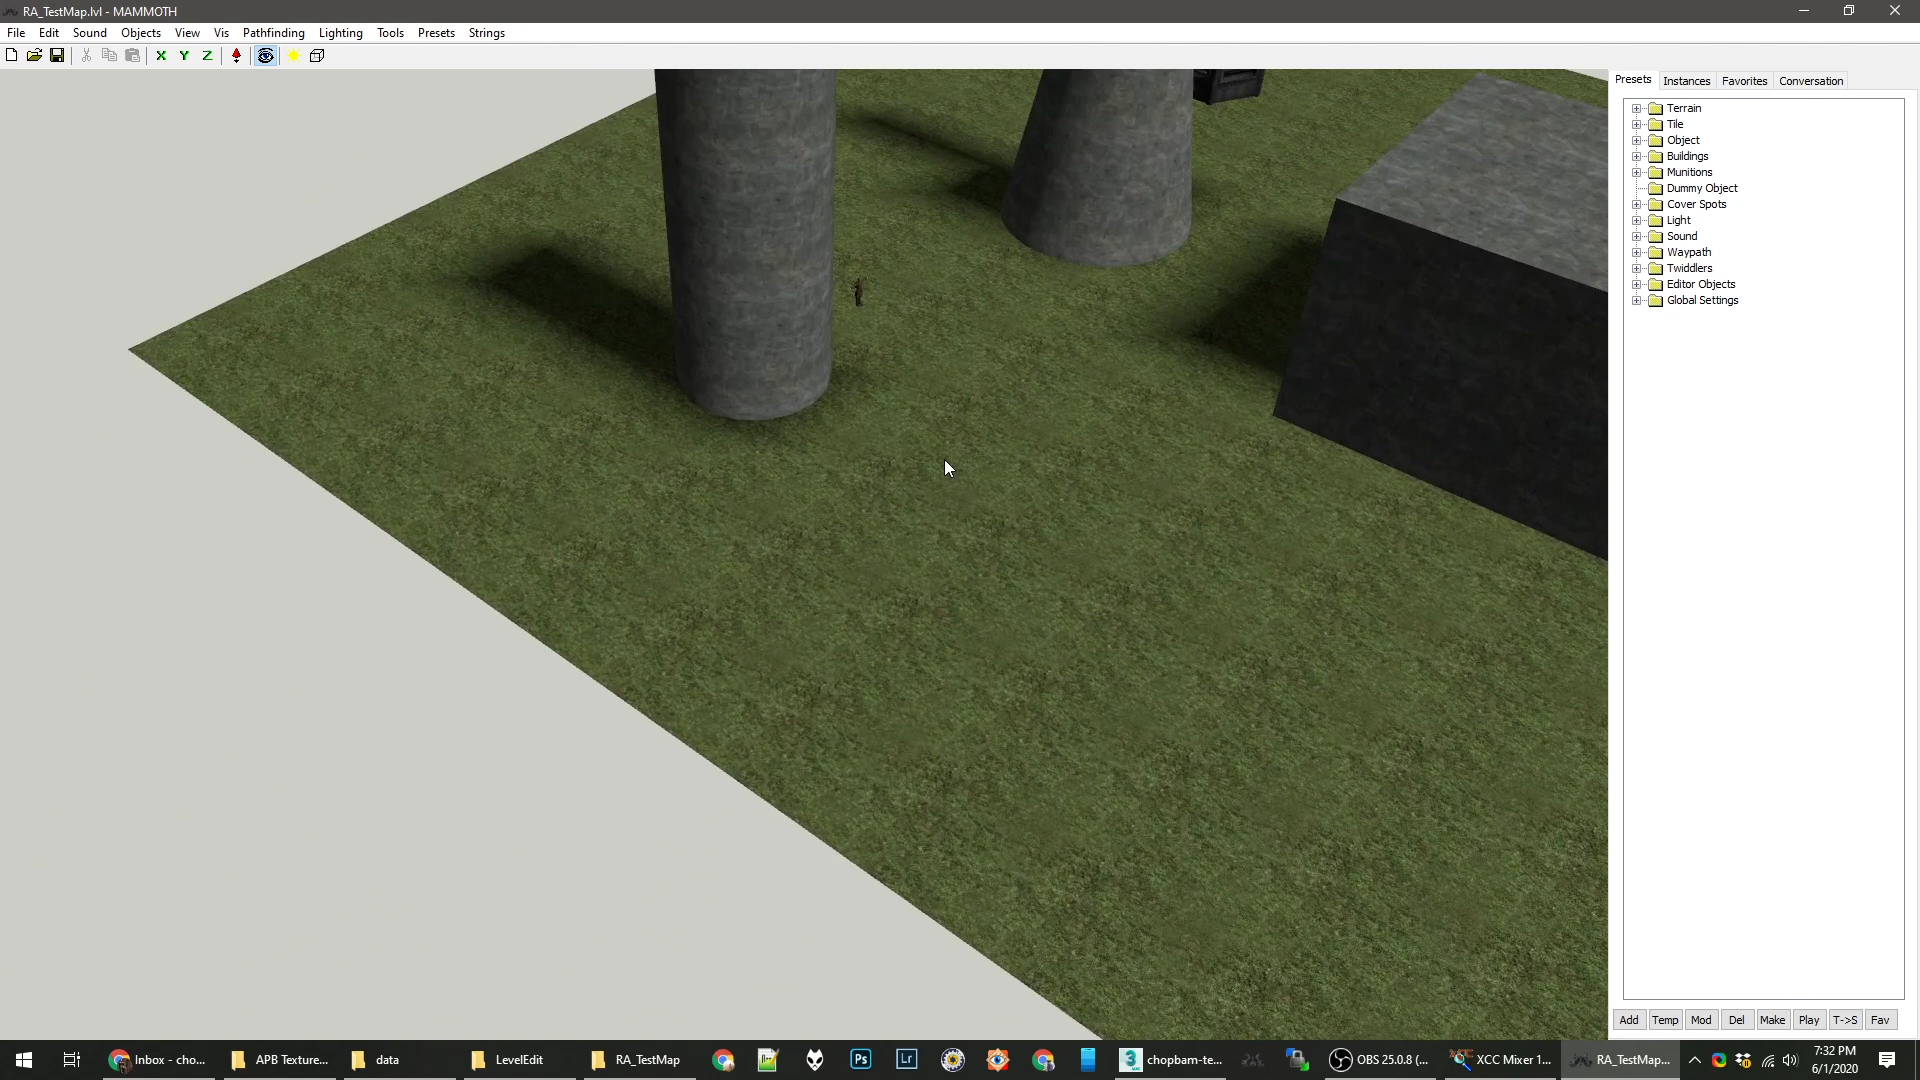 RA_TestMap.lvl - MAMMOTH
File Edit Sound Objects View Vis Pathfinding Lighting Tools Presets Strings
X Y Z
Presets Instances Favorites Conversation
Terrain
Tile
Object
Buildings
Munitions
Dummy Object
Cover Spots
Light
Sound
Waypath
Twiddlers
Editor Objects
Global Settings
Add Temp Mod Del Make Play T->S Fav
Inbox - cho... APB Texture... data LevelEdit RA_TestMap Ps Lr 3 chopbam-te... OBS 25.0.8 (... XCC Mixer 1... RA_TestMap... 7:32 PM
6/1/2020